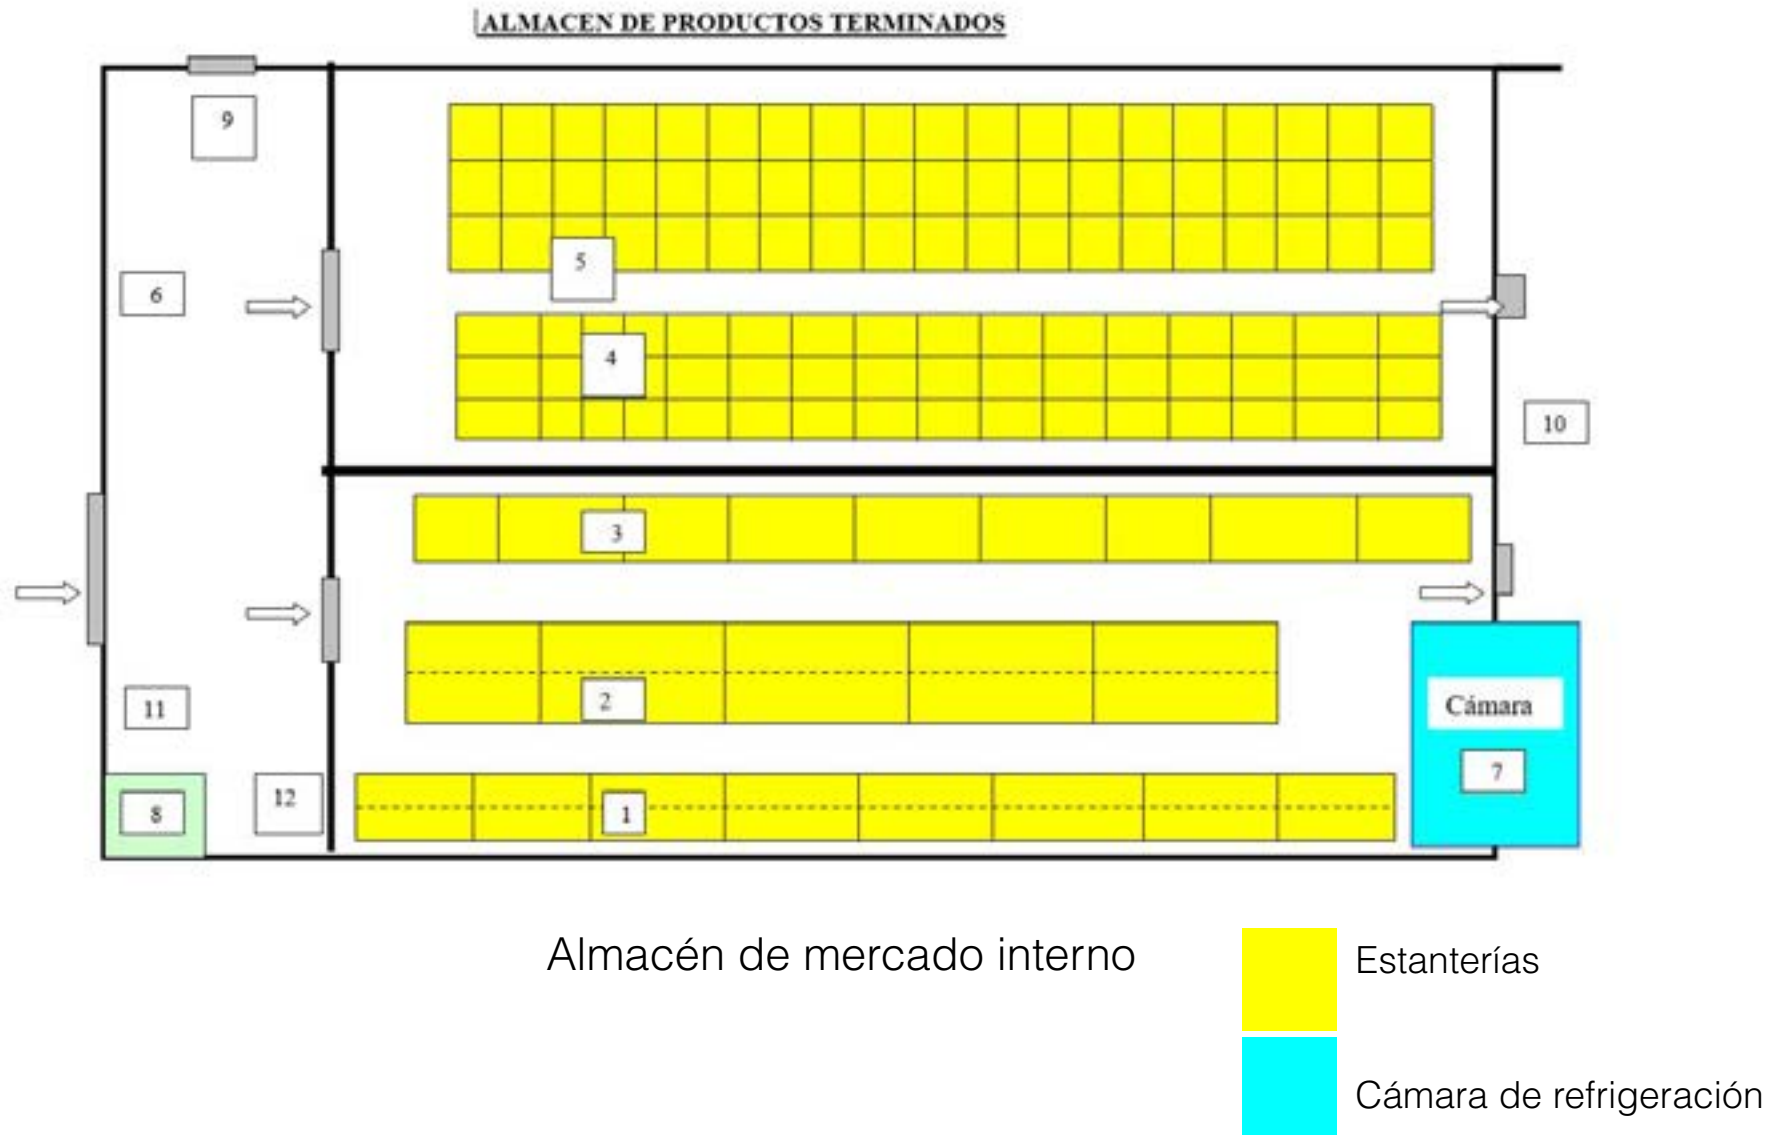 ALMACEN DE PRODUCTOS TERMINADOS
9
5
6
4
10
3
11
2
Cámara
7
8
12
1
Almacén de mercado interno
Estanterías
Cámara de refrigeración